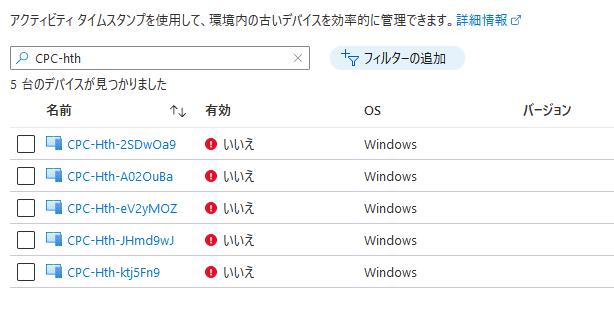 アクティビティ タイムスタンプを使用して、環境内の古いデバイスを効率的に管理できます。詳細情報
CPC-hth
フィルターの追加
5 台のデバイスが見つかりました
名前 有効 OS バージョン
CPC-Hth-2SDwOa9 いいえ Windows
CPC-Hth-A02OuBa いいえ Windows
CPC-Hth-eV2yMOZ いいえ Windows
CPC-Hth-JHmd9wJ いいえ Windows
CPC-Hth-ktj5Fn9 いいえ Windows